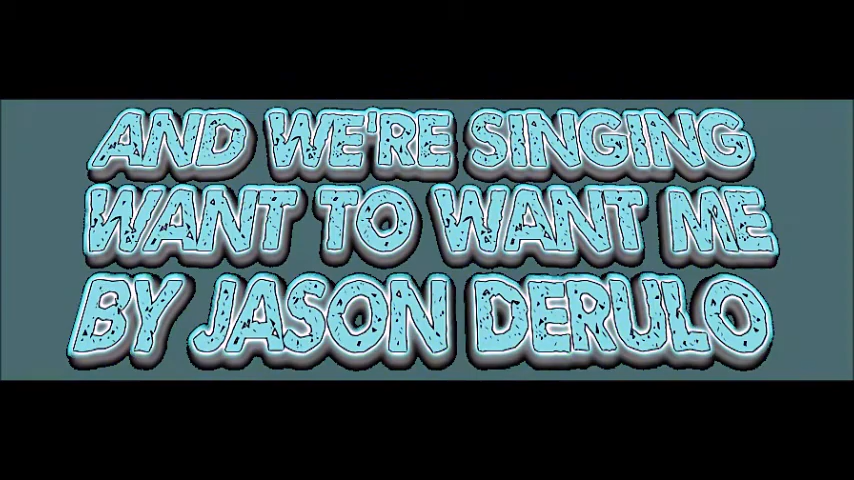 AND WE'RE SINGING
WANT TO WANT ME
BY JASON DERULO